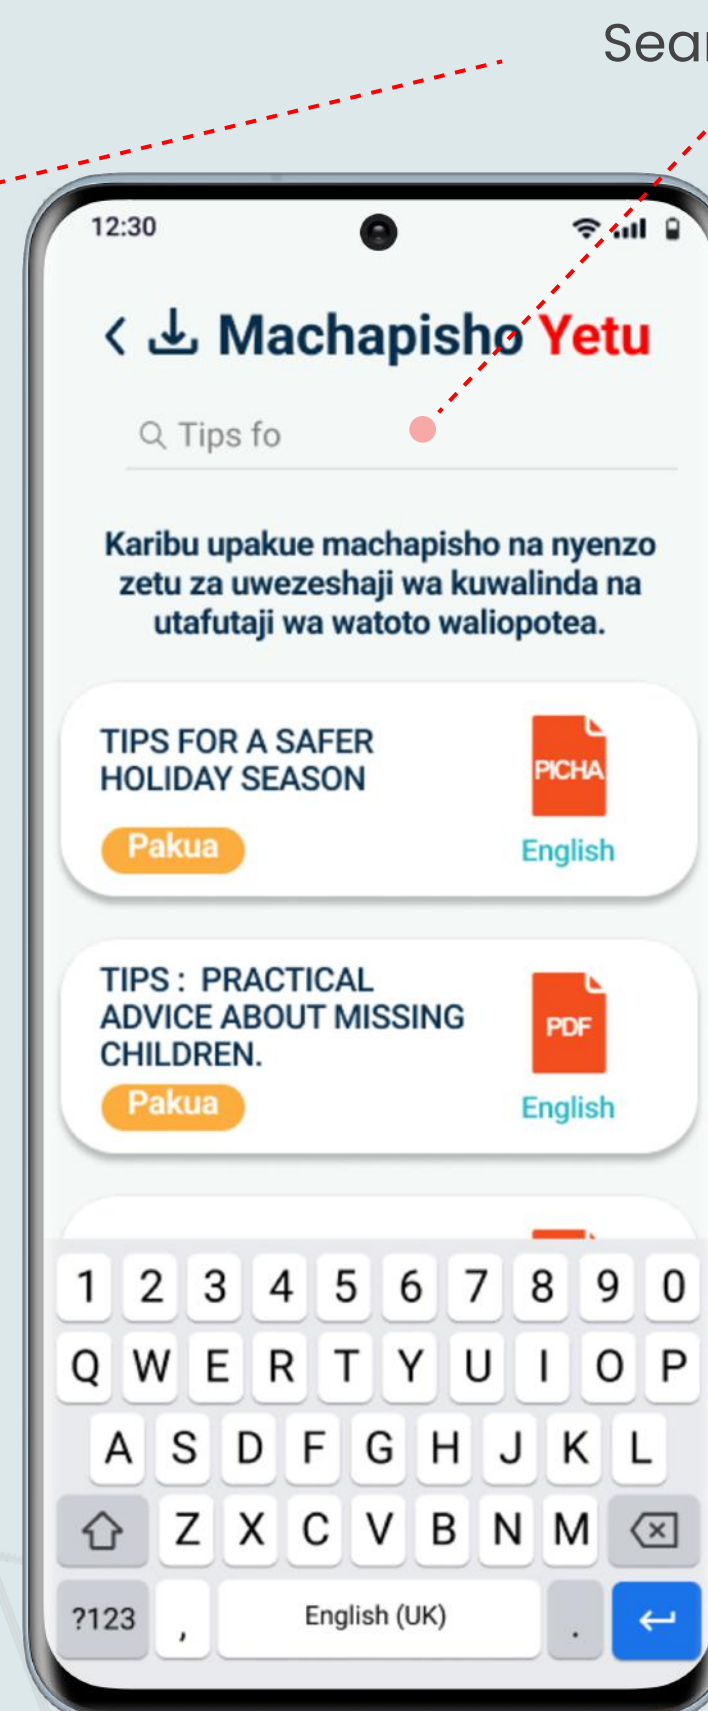 Sear
12:30
Machapisho Yetu
Tips fo
Karibu upakue machapisho na nyenzo
zetu za uwezeshaji wa kuwalinda na
utafutaji wa watoto waliopotea.
TIPS FOR A SAFER
HOLIDAY SEASON
PICHA
Pakua
English
TIPS : PRACTICAL
ADVICE ABOUT MISSING
CHILDREN.
PDF
Pakua
English
1 2 3 4 5 6 7 8 9 0
Q W E R T Y U I O P
A S D F G H J K L
Z X C V B N M
?123 , English (UK) .